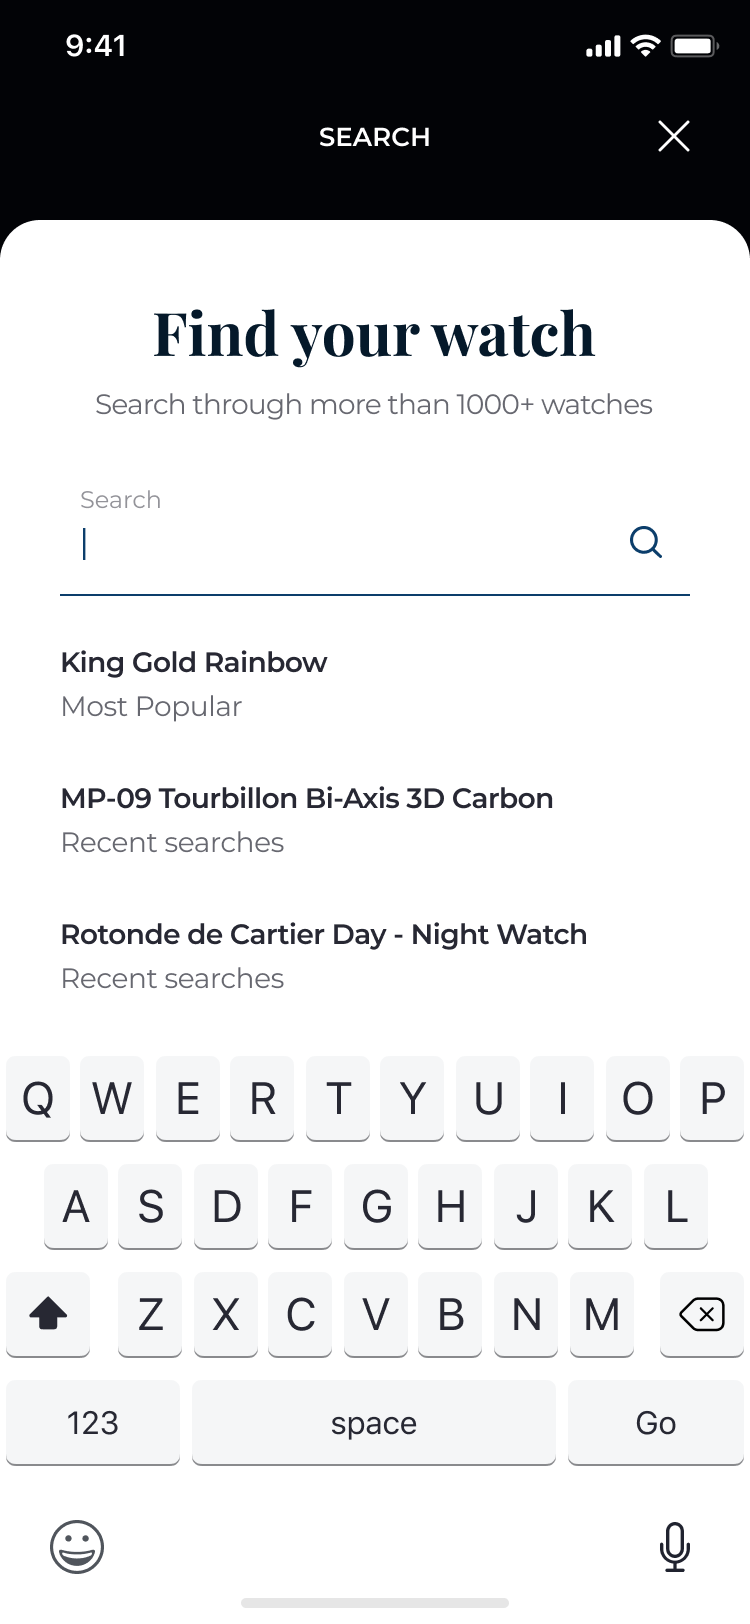 9:41
SEARCH
Find your watch
Search through more than 1000+ watches
Search
King Gold Rainbow
Most Popular
MP-09 Tourbillon Bi-Axis 3D Carbon
Recent searches
Rotonde de Cartier Day - Night Watch
Recent searches
Q W E R T Y U I O P
A S D F G H J K L
Z X C V B N M
123 space Go